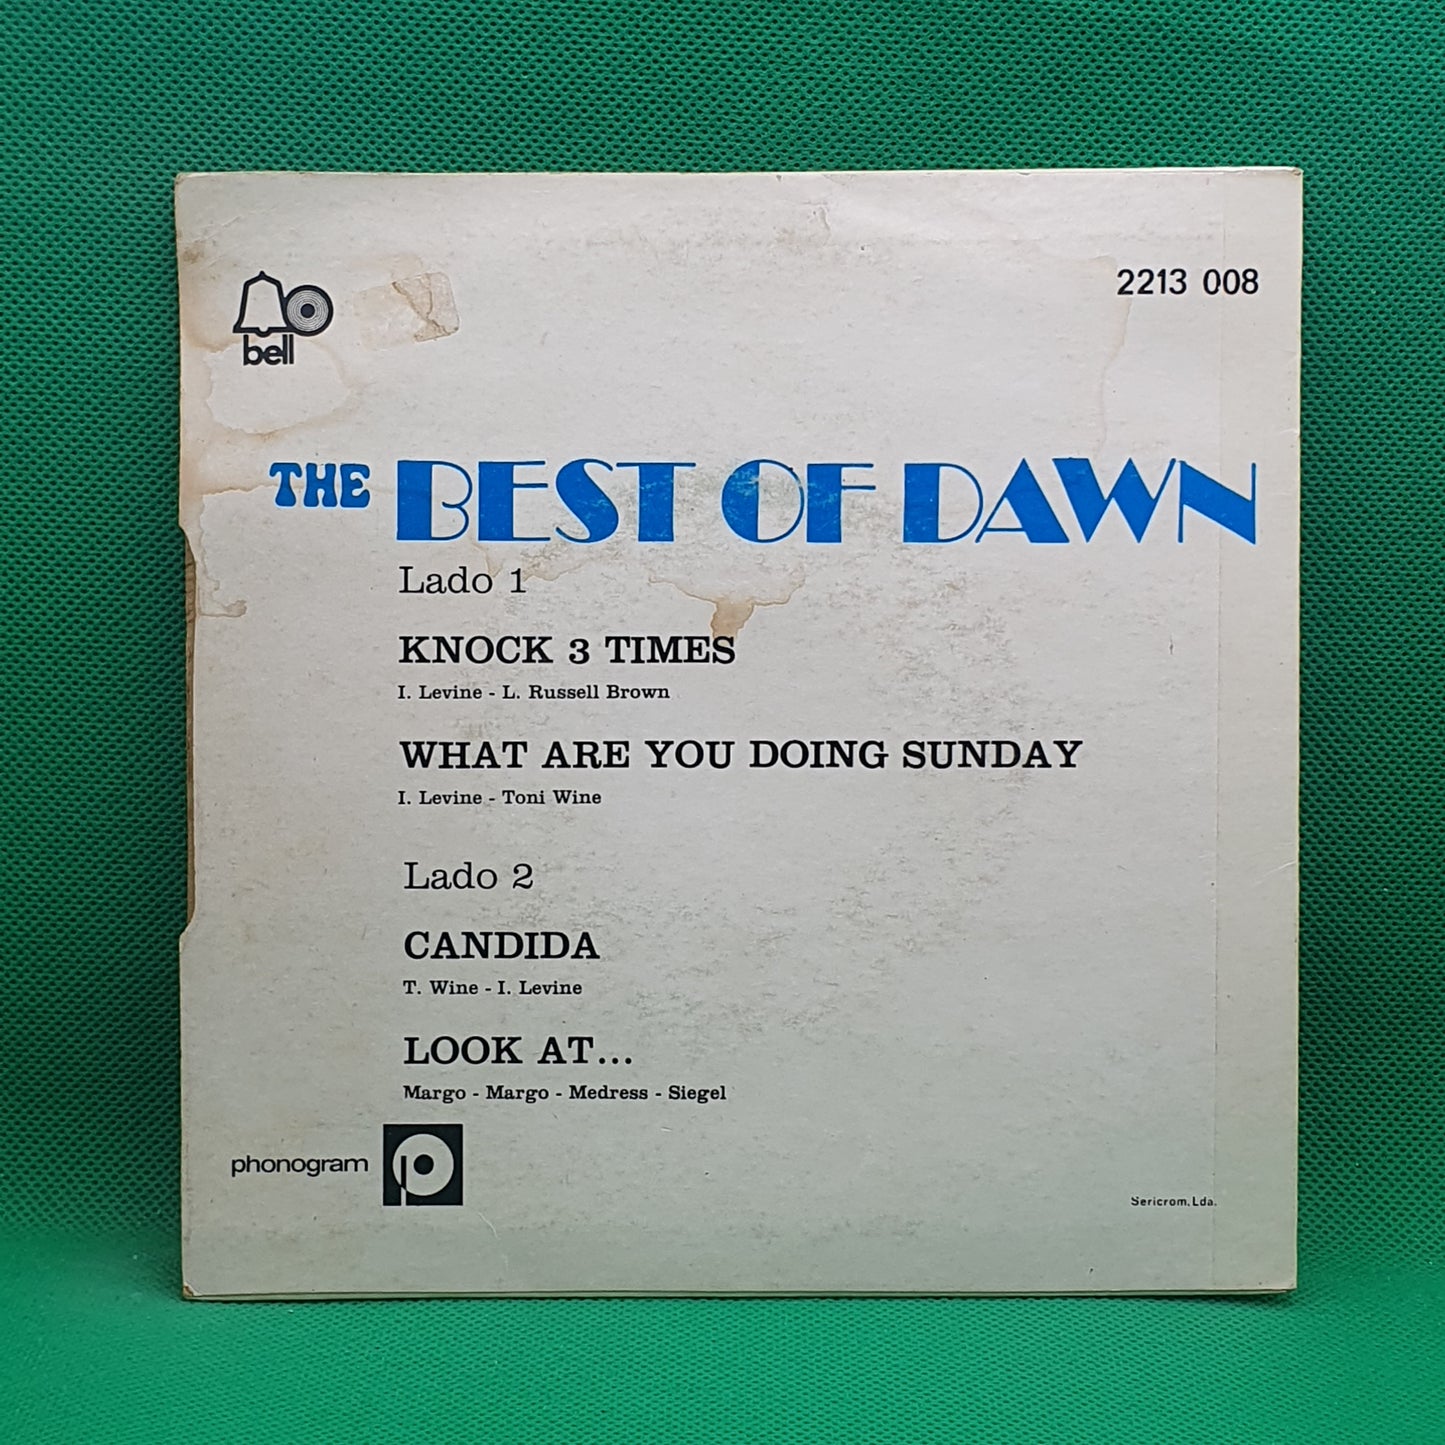 bell
2213 008
THE BEST OF DAWN
Lado 1
KNOCK 3 TIMES
I. Levine - L. Russell Brown
WHAT ARE YOU DOING SUNDAY
I. Levine - Toni Wine
Lado 2
CANDIDA
T. Wine - I. Levine
LOOK AT...
Margo - Margo - Medress - Siegel
phonogram
Sericrom, Lda.